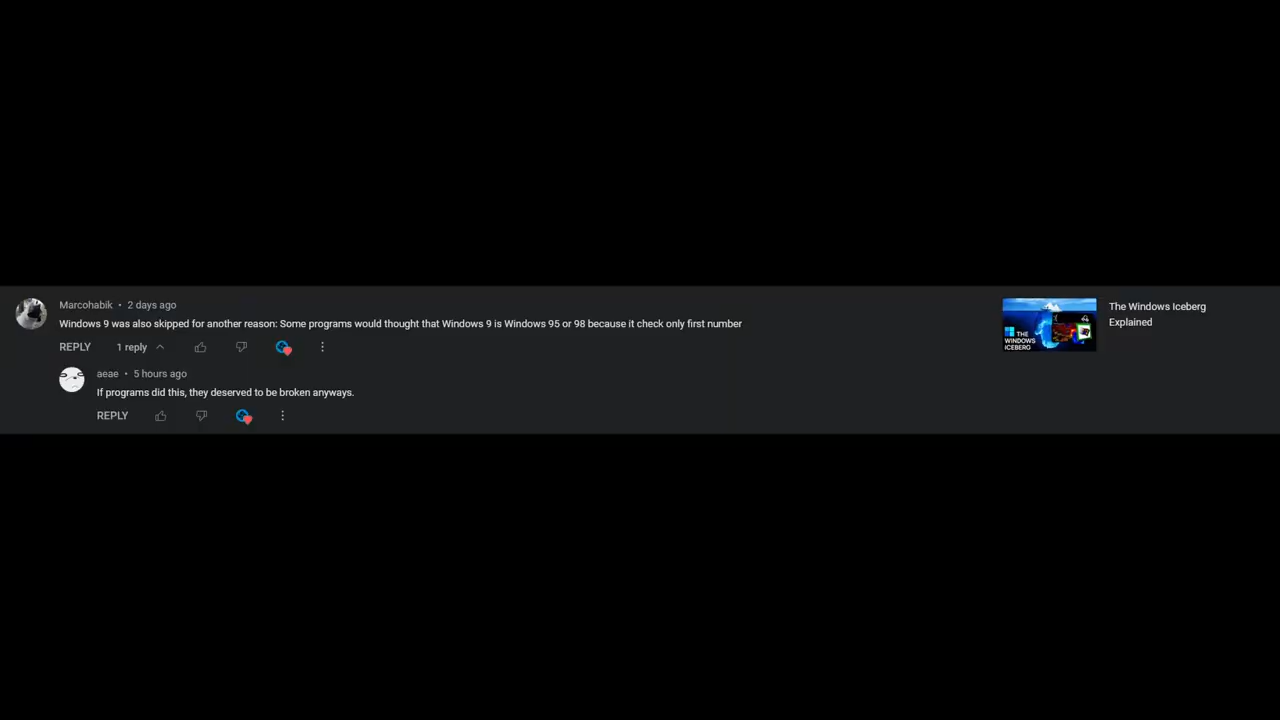 Marcohabik • 2 days ago
Windows 9 was also skipped for another reason: Some programs would thought that Windows 9 is Windows 95 or 98 because it check only first number
REPLY 1 reply
aeae • 5 hours ago
If programs did this, they deserved to be broken anyways.
REPLY
THE
WINDOWS
ICEBERG
The Windows Iceberg
Explained